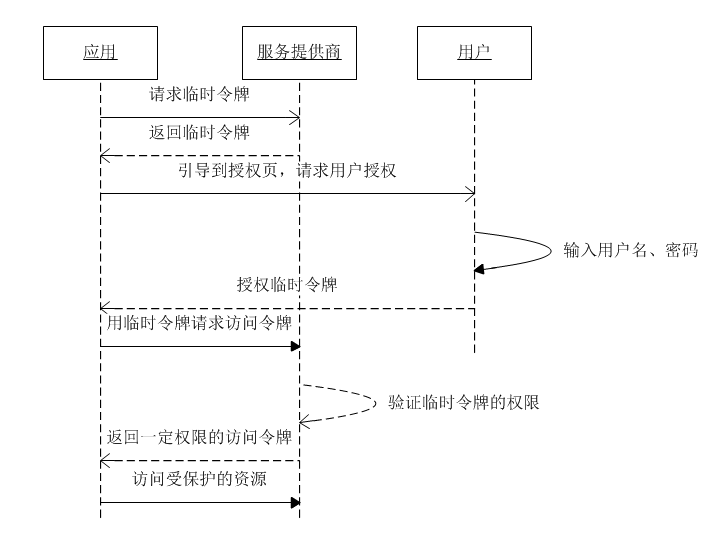 应用
服务提供商
用户
请求临时令牌
返回临时令牌
引导到授权页，请求用户授权
输入用户名、密码
授权临时令牌
用临时令牌请求访问令牌
验证临时令牌的权限
返回一定权限的访问令牌
访问受保护的资源